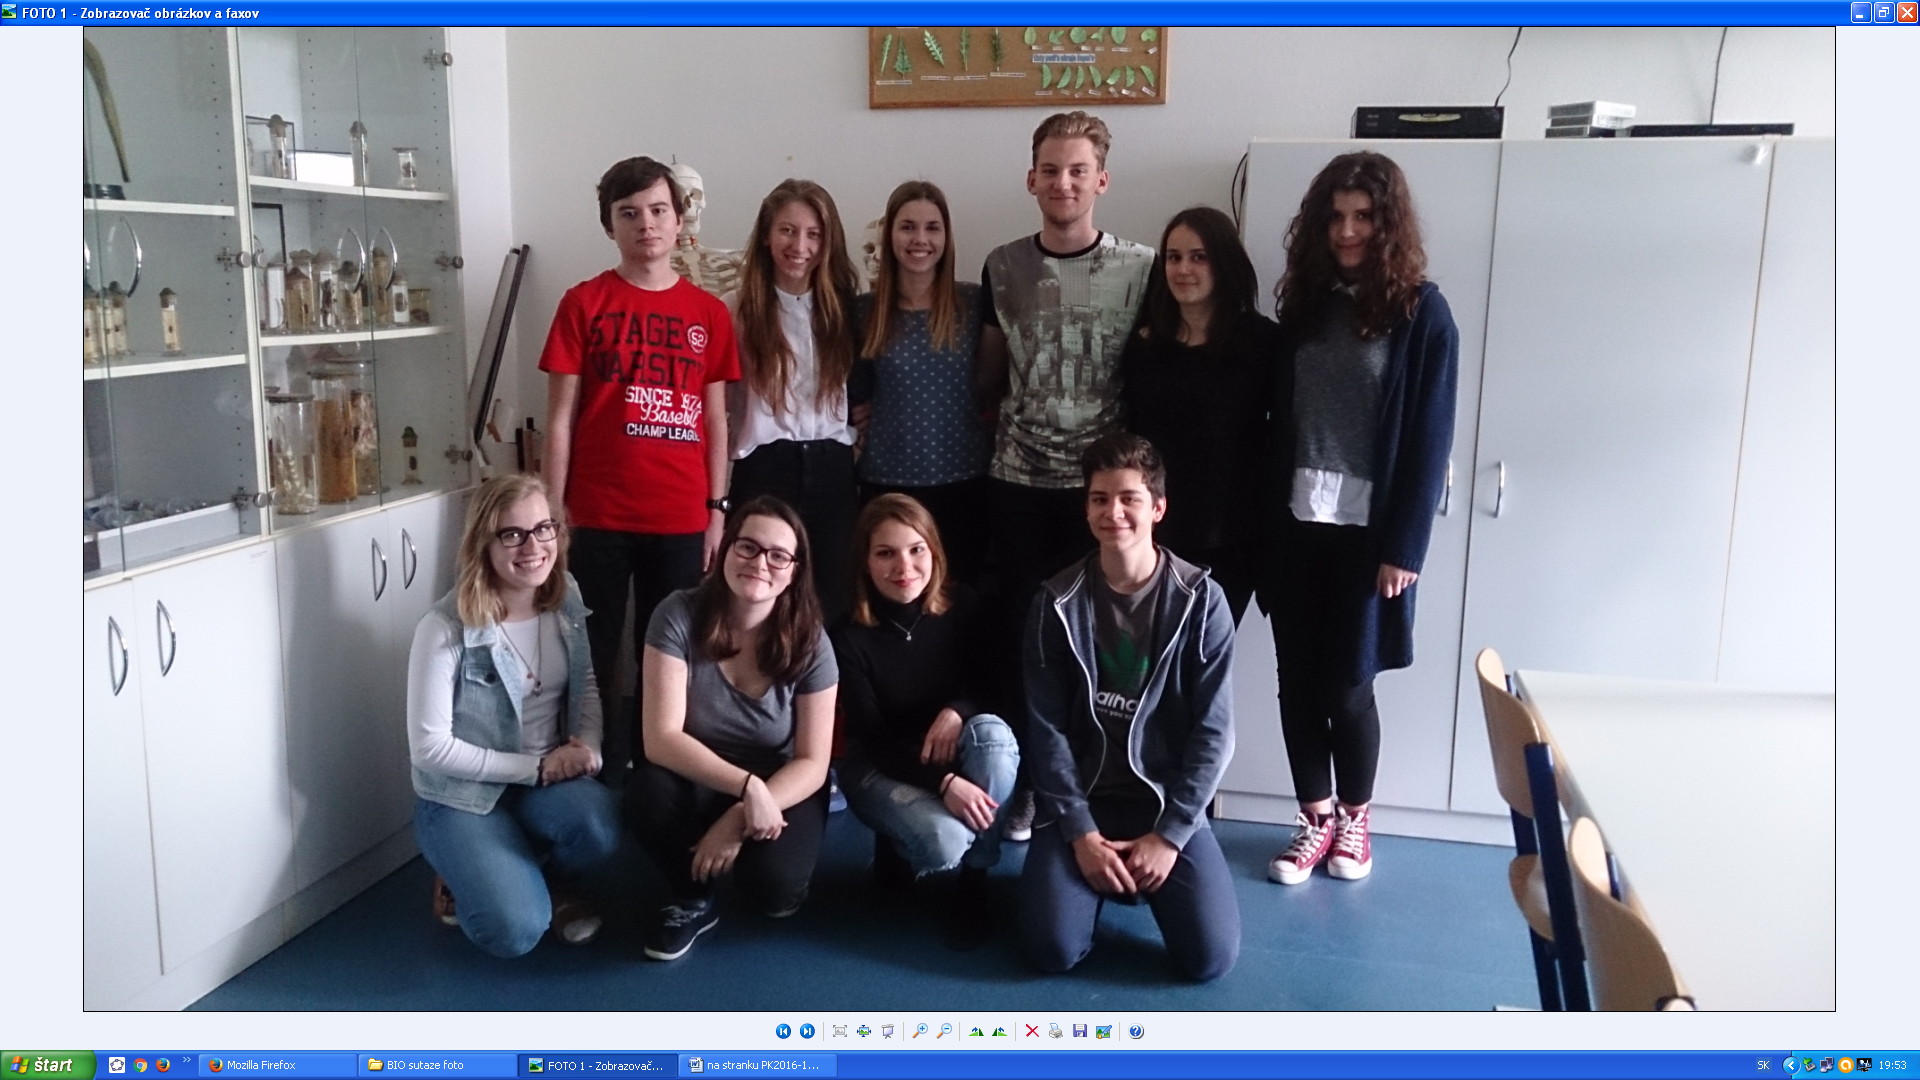 FOTO 1 - Zobrazovač obrázkov a faxov
STAGE
52
VARSITY
SINCE
Baseball
CHAMP LEAGUE
štart
Mozilla Firefox
BIO sutaze foto
FOTO 1 - Zobrazovač...
na stranku PK2016-1...
SK
19:53